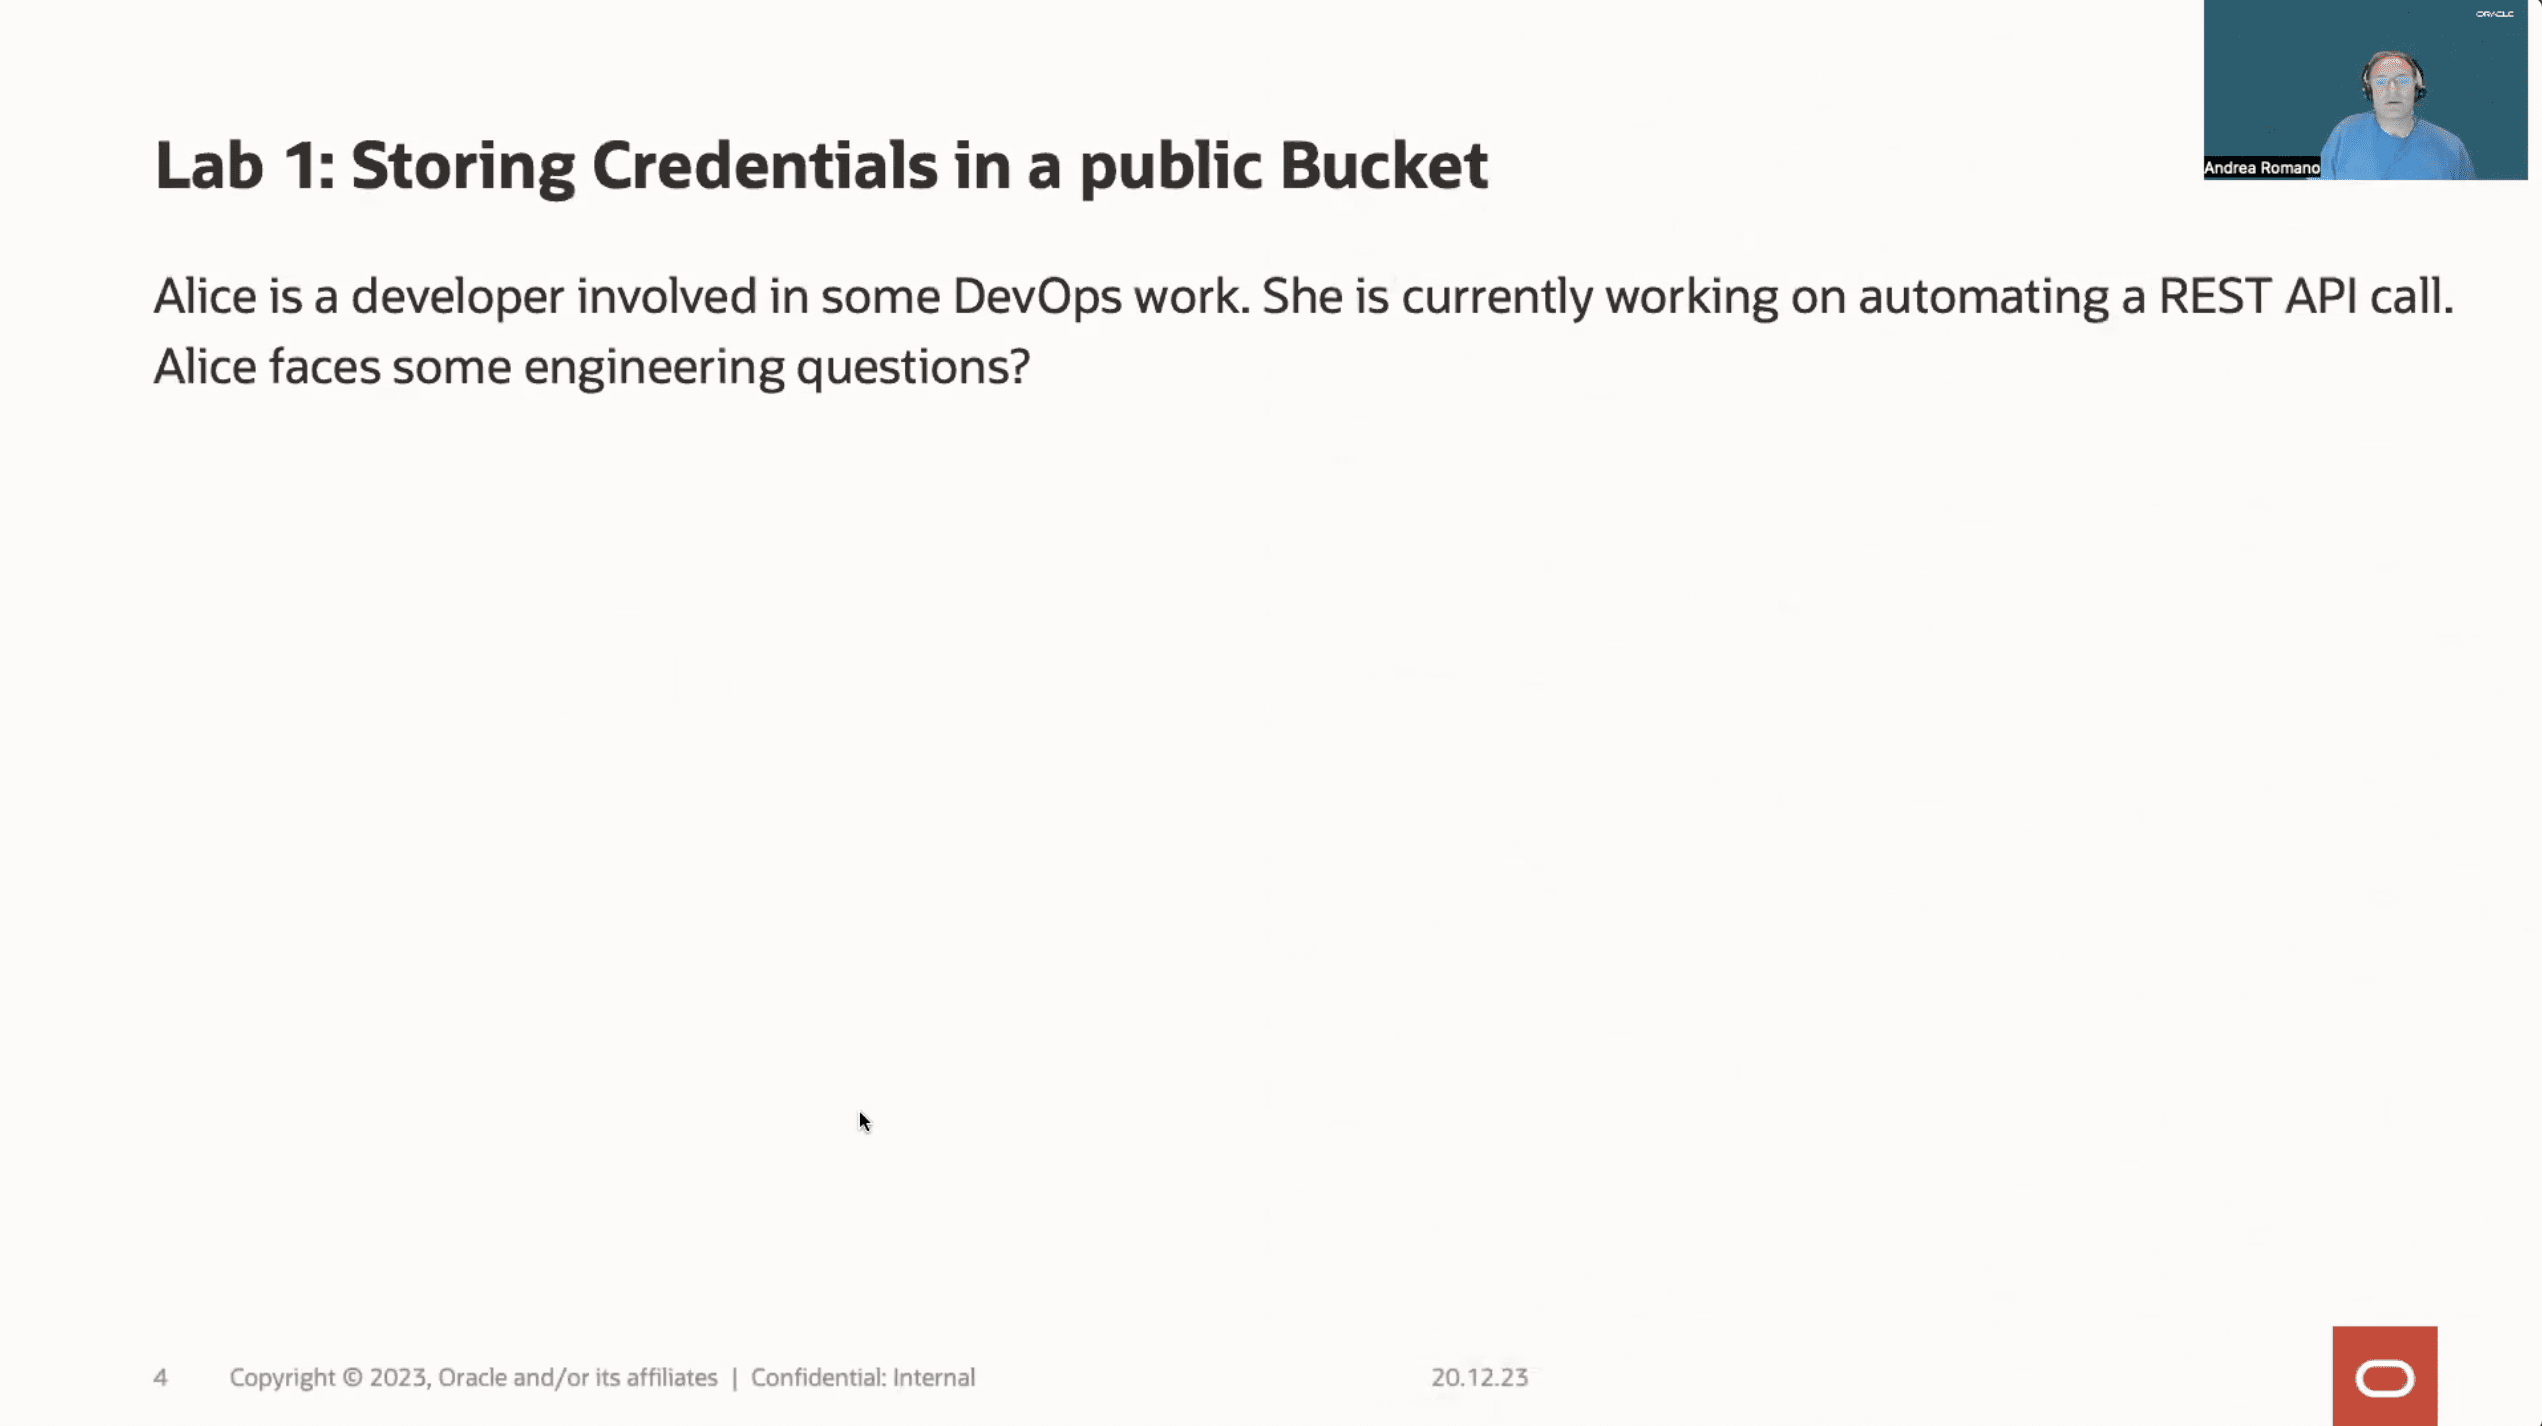 ORACLE
Andrea Romano
Lab 1: Storing Credentials in a public Bucket
Alice is a developer involved in some DevOps work. She is currently working on automating a REST API call.
Alice faces some engineering questions?
4 Copyright © 2023, Oracle and/or its affiliates | Confidential: Internal 20.12.23